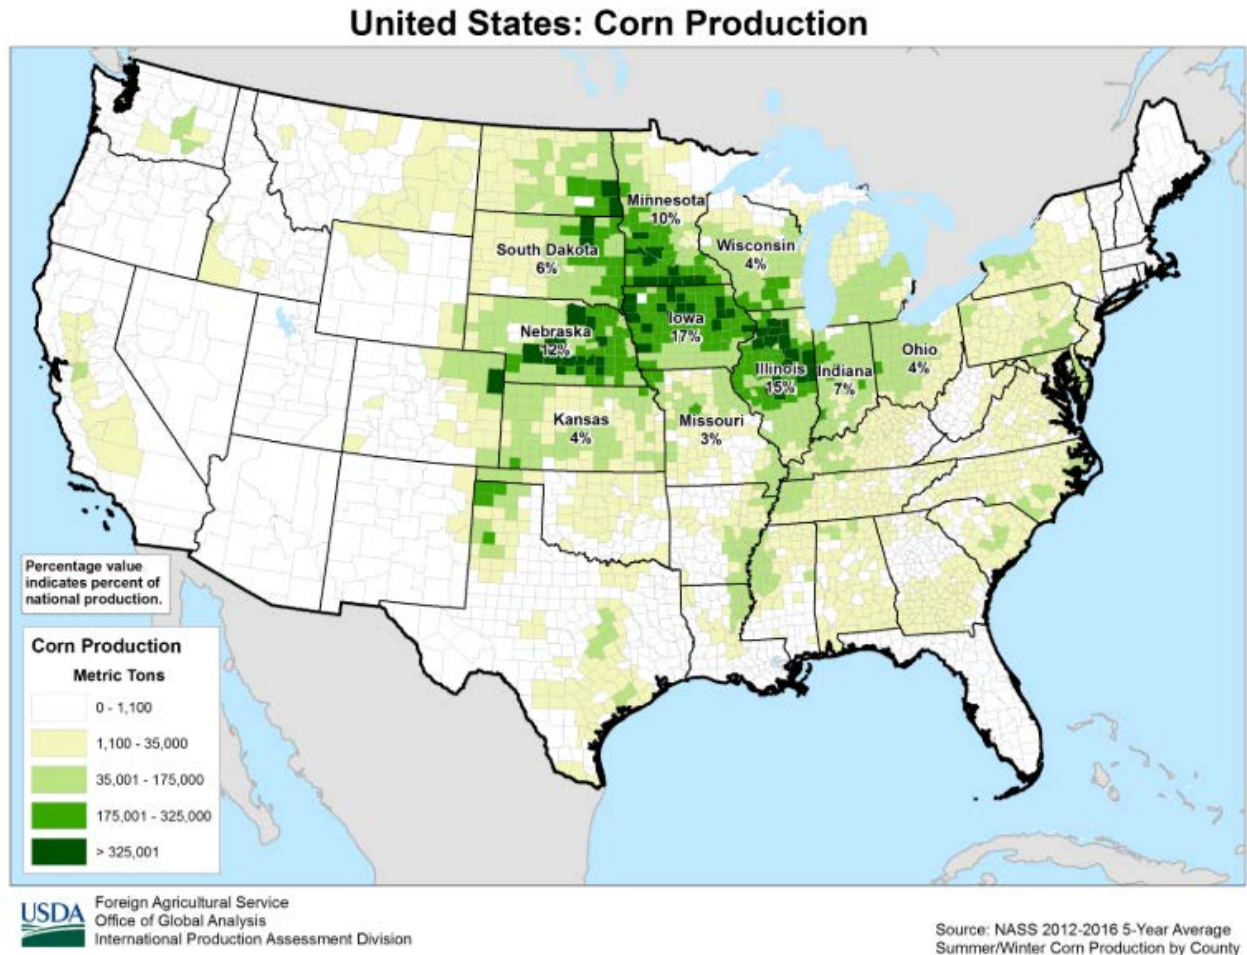 United States: Corn Production
Minnesota
10%
South Dakota
6%
Wisconsin
4%
Nebraska
12%
Iowa
17%
Illinois
15%
Indiana
7%
Ohio
4%
Kansas
4%
Missouri
3%
Percentage value
indicates percent of
national production.
Corn Production
Metric Tons
0 - 1,100
1,100 - 35,000
35,001 - 175,000
175,001 - 325,000
> 325,001
USDA
Foreign Agricultural Service
Office of Global Analysis
International Production Assessment Division
Source: NASS 2012-2016 5-Year Average
Summer/Winter Corn Production by County